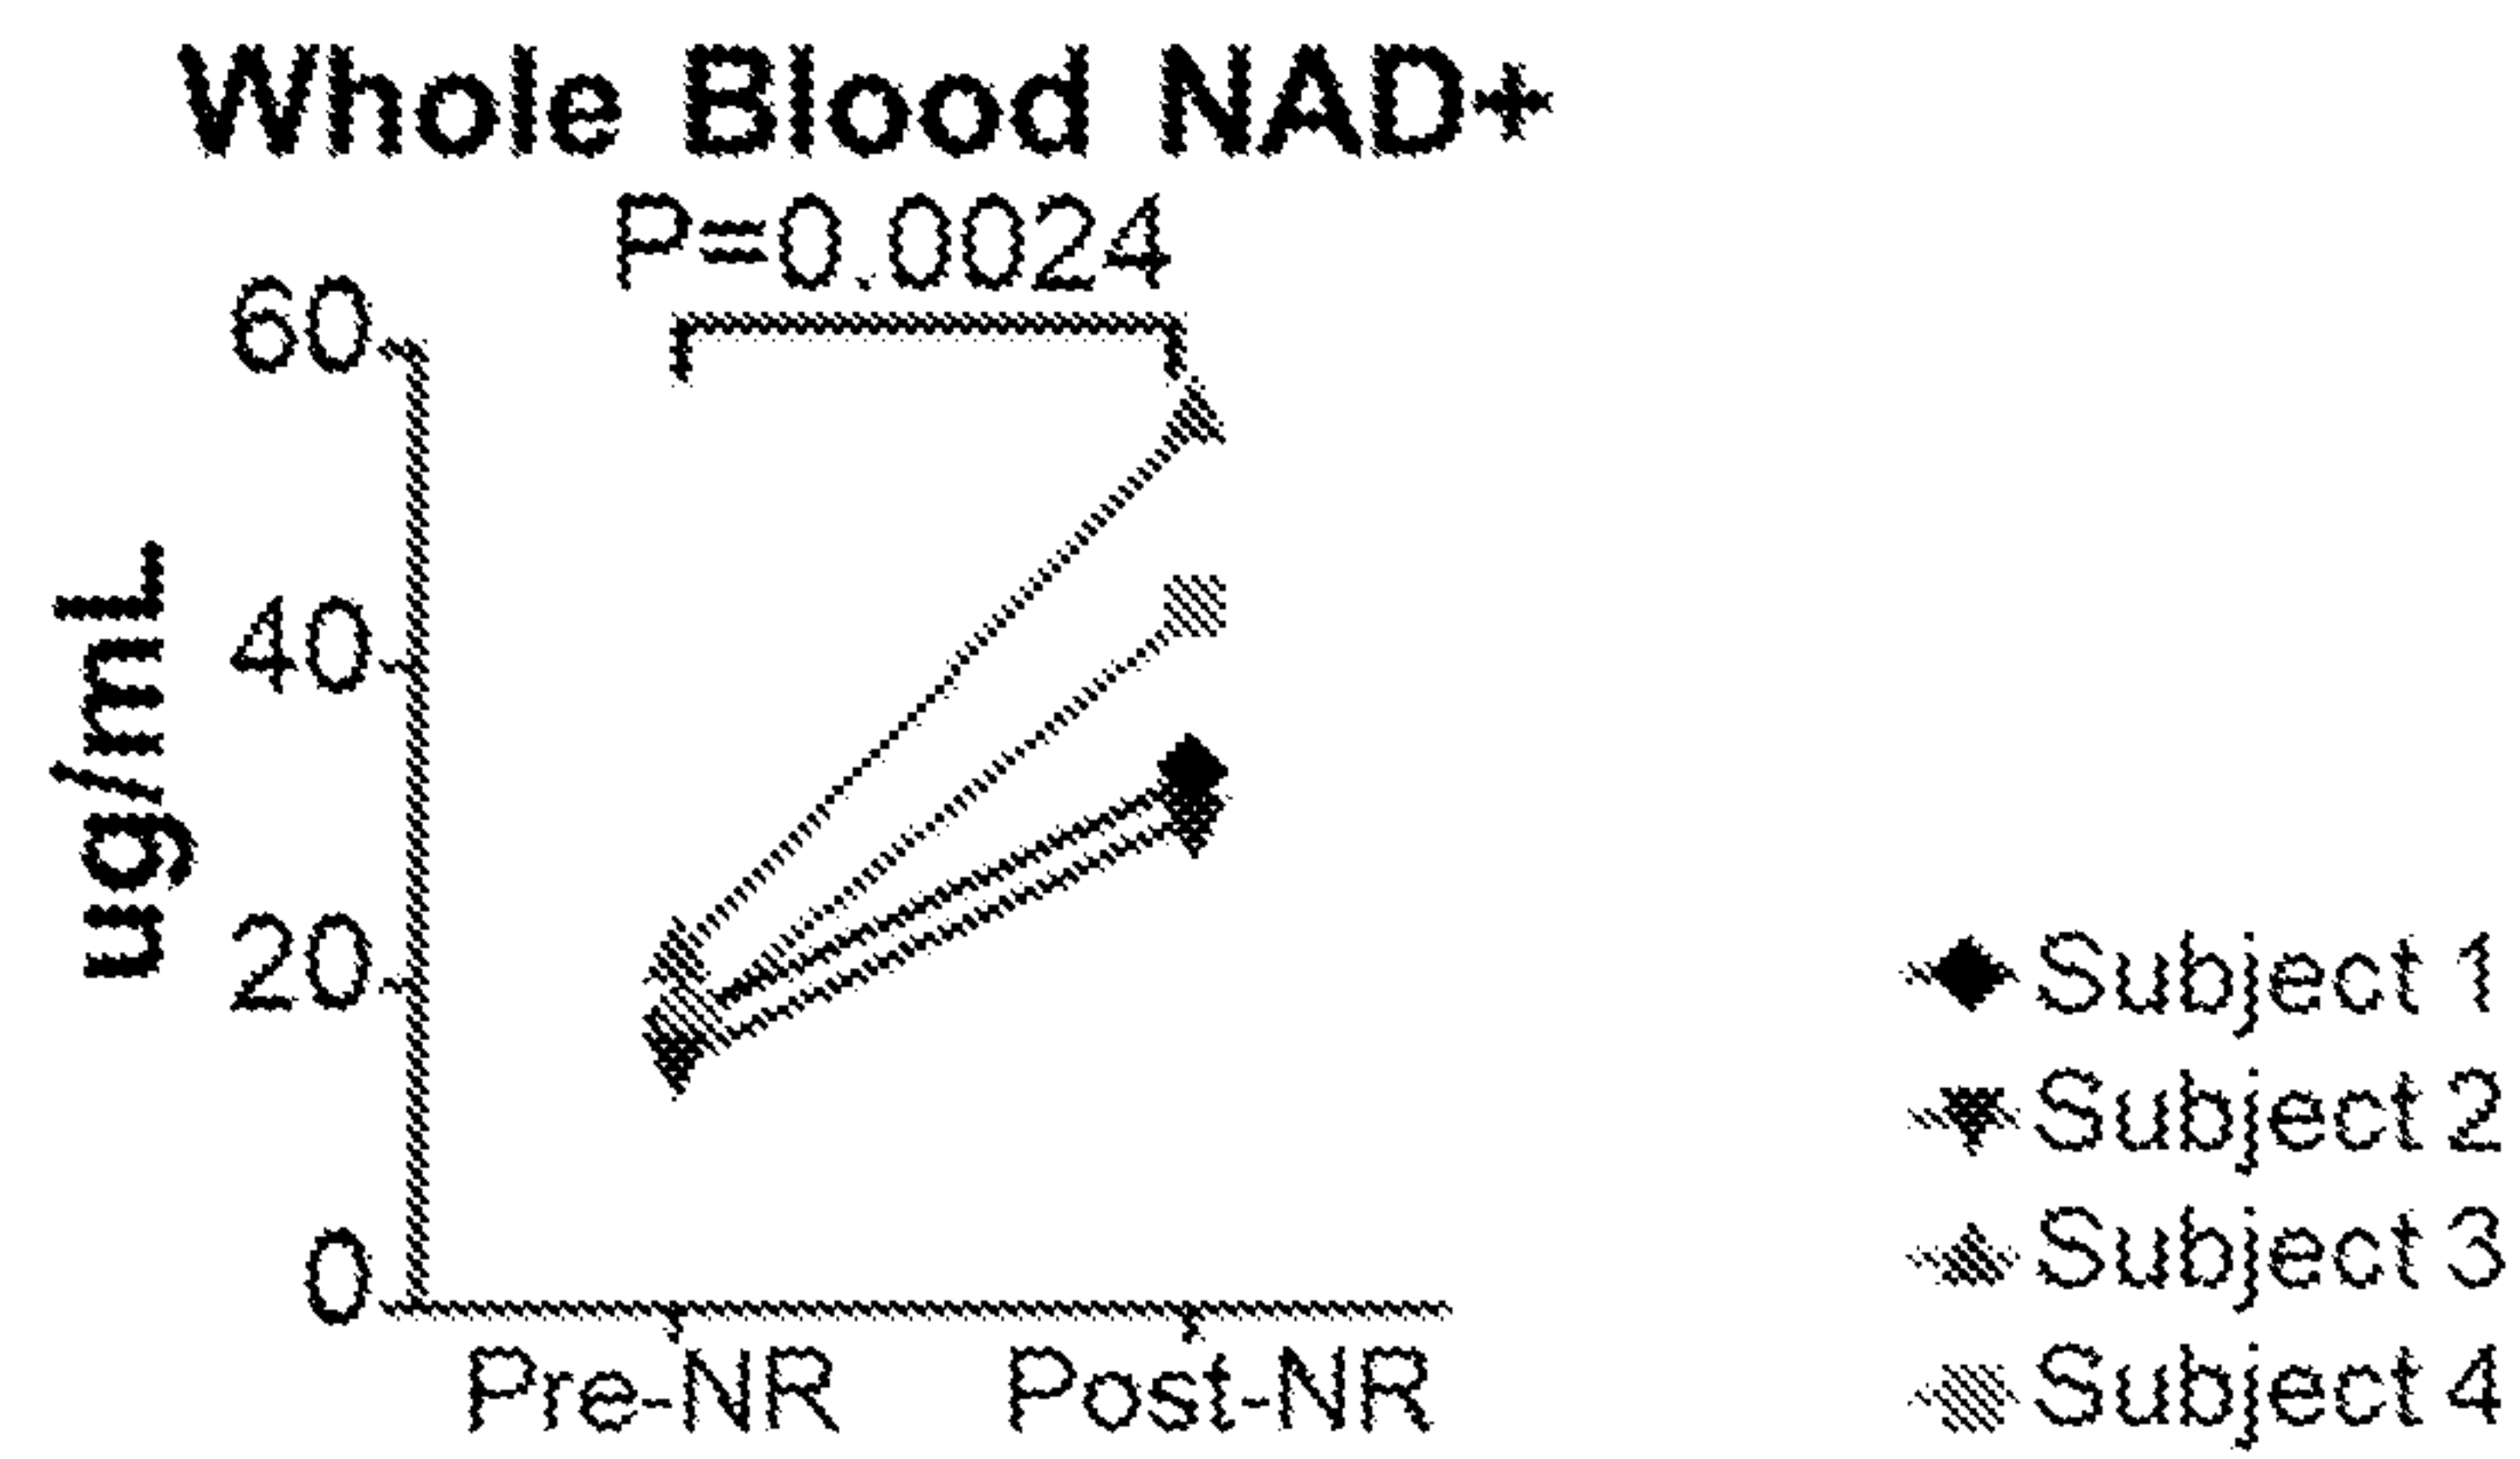 Whole Blood NAD+
P=0.0024
ug/mL
60
40
20
0
Pre-NR Post-NR
Subject 1
Subject 2
Subject 3
Subject 4